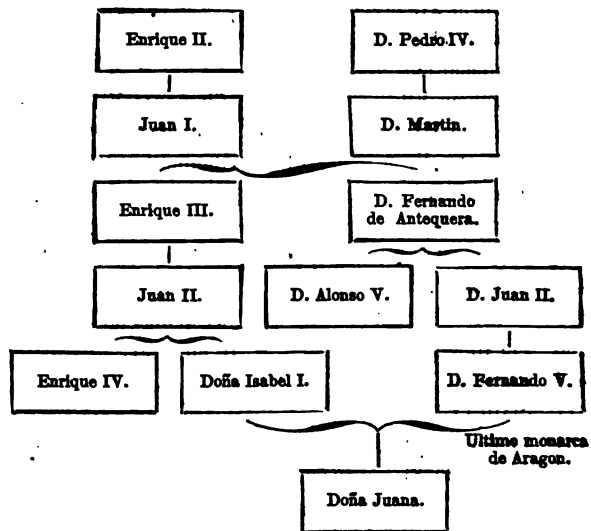 Enrique II.
D. Pedro IV.
Juan I.
D. Martin.
Enrique III.
D. Fernando
de Antequera.
Juan II.
D. Alonso V.
D. Juan II.
Enrique IV.
Doña Isabel I.
D. Fernando V.
Ultimo monarca
de Aragon.
Doña Juana.